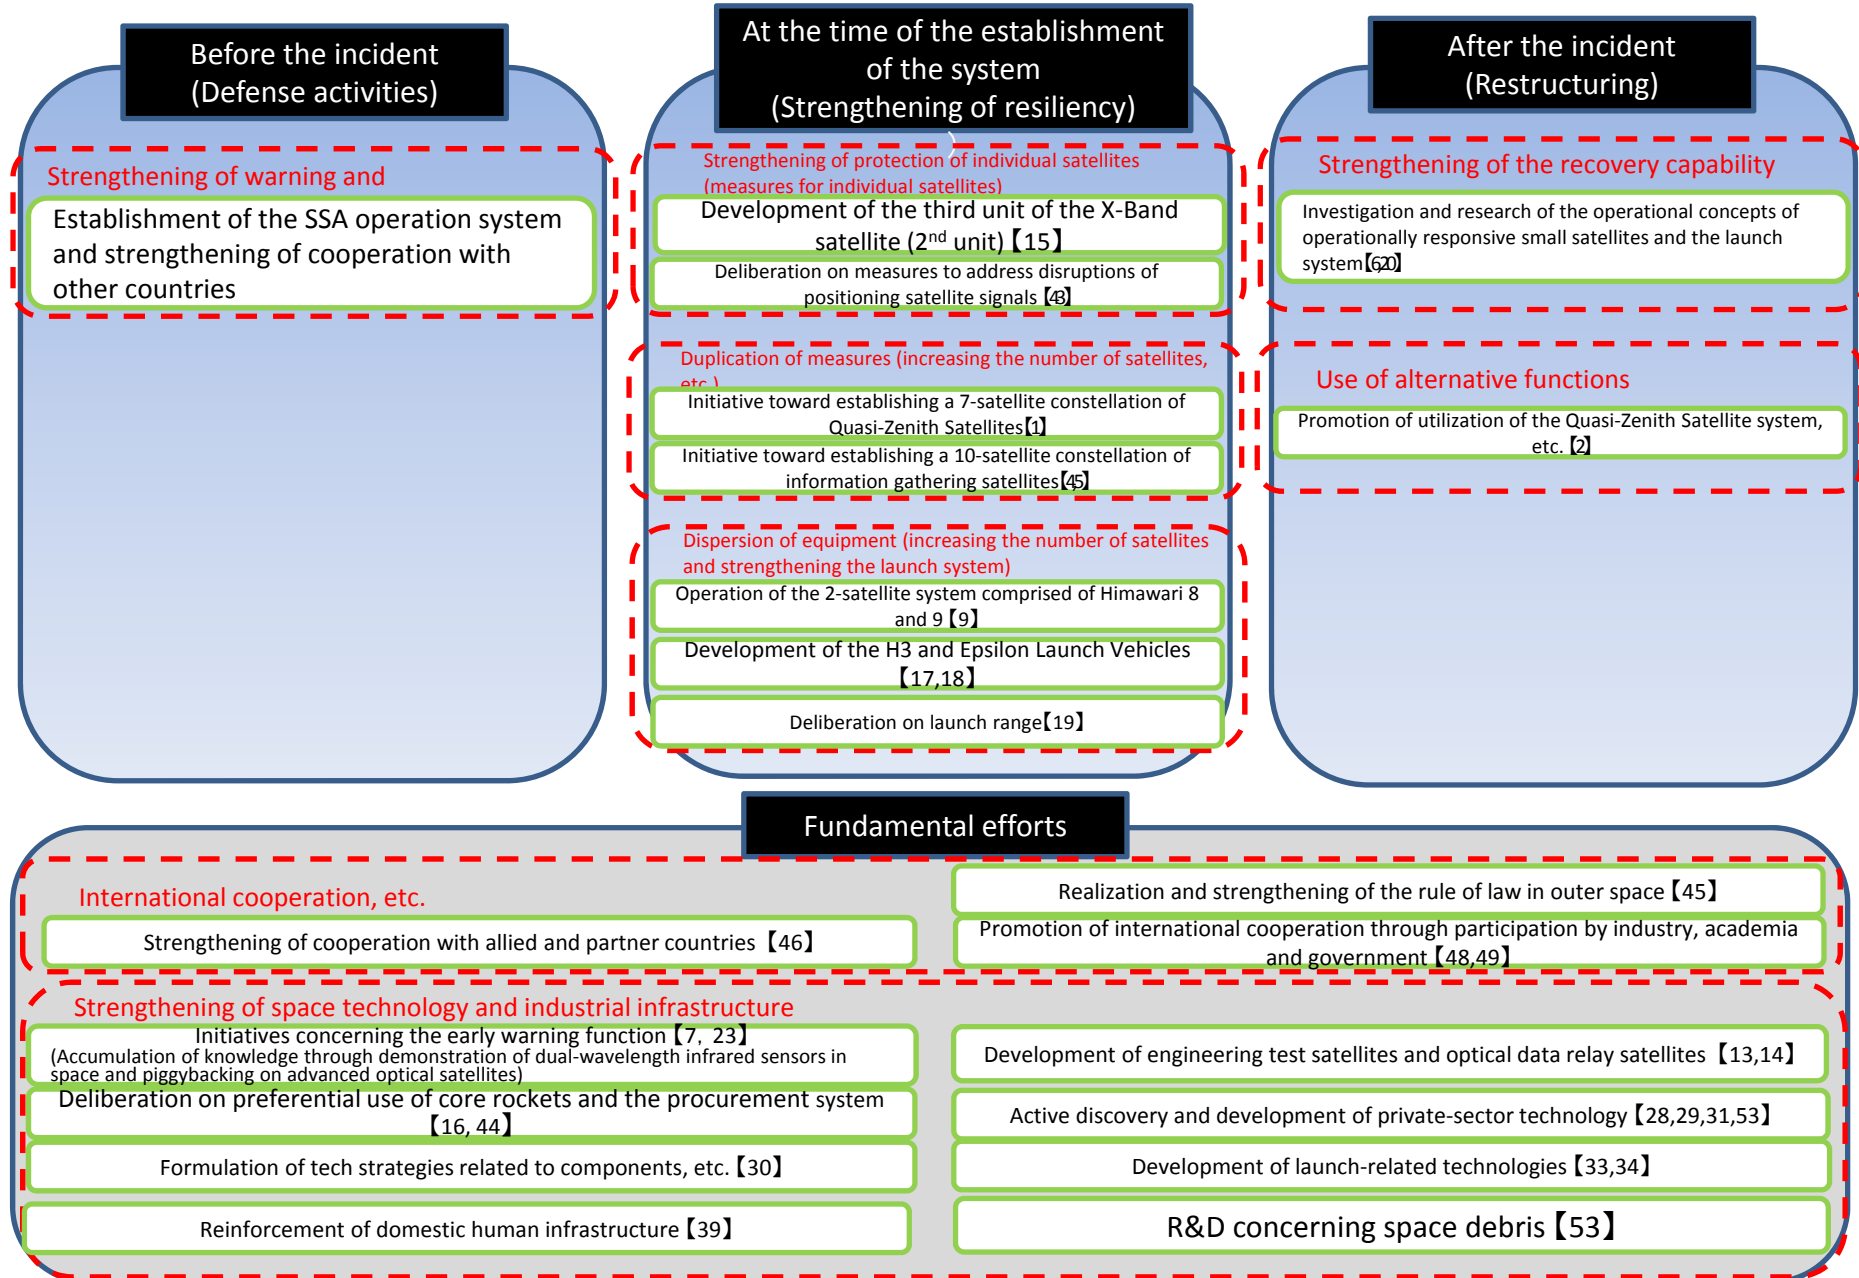 Before the incident
(Defense activities)
Strengthening of warning and
Establishment of the SSA operation system
and strengthening of cooperation with
other countries
At the time of the establishment
of the system
(Strengthening of resiliency)
Strengthening of protection of individual satellites
(measures for individual satellites)
Development of the third unit of the X-Band
satellite (2nd unit)【15】
Deliberation on measures to address disruptions of
positioning satellite signals【43】
Duplication of measures (increasing the number of satellites,
etc.)
Initiative toward establishing a 7-satellite constellation of
Quasi-Zenith Satellites【1】
Initiative toward establishing a 10-satellite constellation of
information gathering satellites【4,5】
Dispersion of equipment (increasing the number of satellites
and strengthening the launch system)
Operation of the 2-satellite system comprised of Himawari 8
and 9【9】
Development of the H3 and Epsilon Launch Vehicles
【17,18】
Deliberation on launch range【19】
After the incident
(Restructuring)
Strengthening of the recovery capability
Investigation and research of the operational concepts of
operationally responsive small satellites and the launch
system【6,20】
Use of alternative functions
Promotion of utilization of the Quasi-Zenith Satellite system,
etc.【2】
Fundamental efforts
International cooperation, etc.
Strengthening of cooperation with allied and partner countries【46】
Realization and strengthening of the rule of law in outer space【45】
Promotion of international cooperation through participation by industry, academia
and government【48,49】
Strengthening of space technology and industrial infrastructure
Initiatives concerning the early warning function【7, 23】
(Accumulation of knowledge through demonstration of dual-wavelength infrared sensors in
space and piggybacking on advanced optical satellites)
Deliberation on preferential use of core rockets and the procurement system
【16, 44】
Formulation of tech strategies related to components, etc.【30】
Reinforcement of domestic human infrastructure【39】
Development of engineering test satellites and optical data relay satellites【13,14】
Active discovery and development of private-sector technology【28,29,31,53】
Development of launch-related technologies【33,34】
R&D concerning space debris【53】